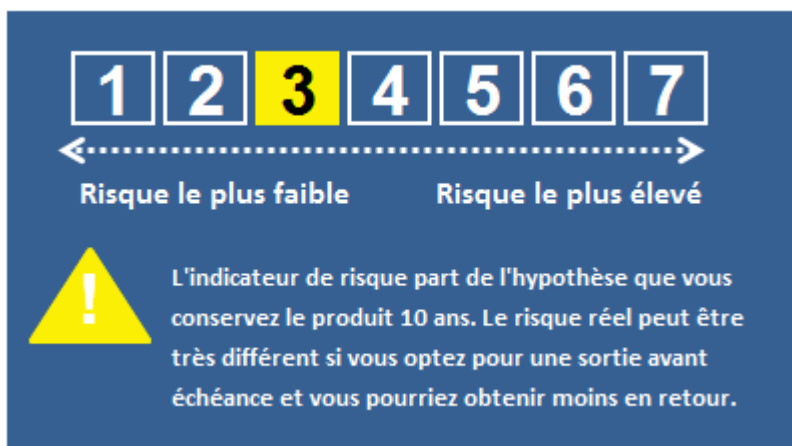 1 2 3 4 5 6 7
Risque le plus faible Risque le plus élevé
!
L'indicateur de risque part de l'hypothèse que vous
conservez le produit 10 ans. Le risque réel peut être
très différent si vous optez pour une sortie avant
échéance et vous pourriez obtenir moins en retour.